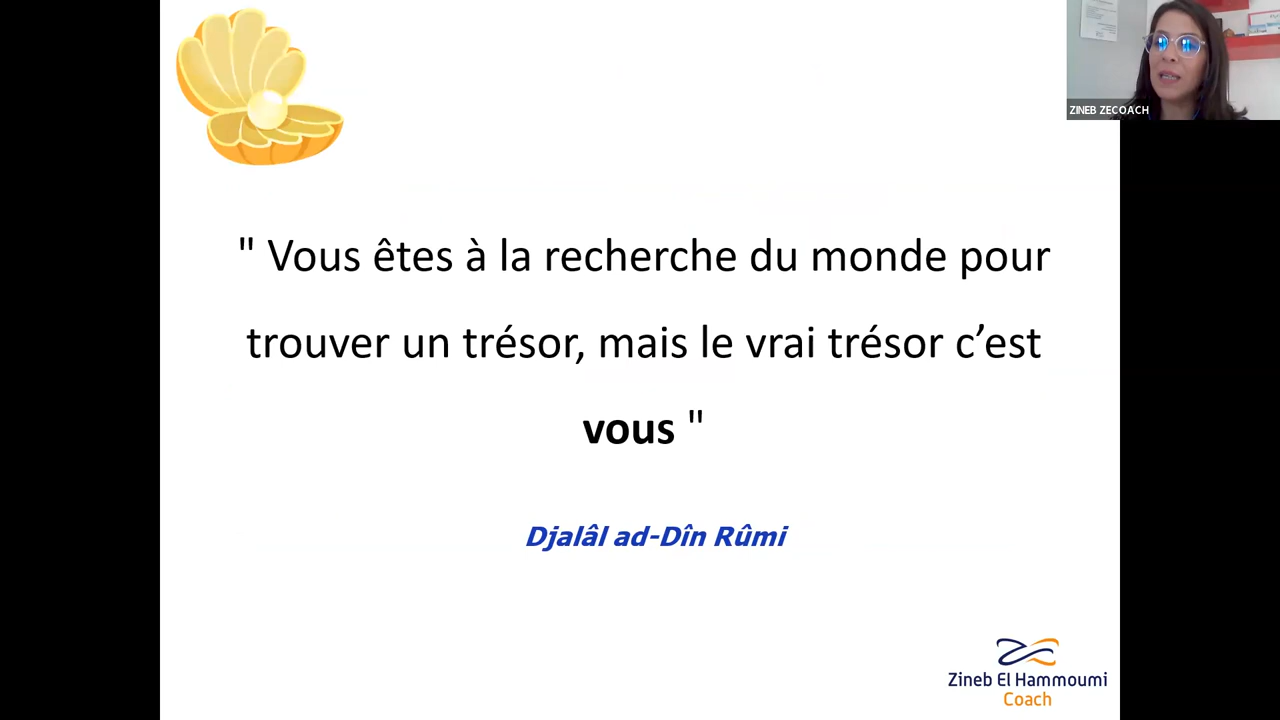 ZINEB ZECOACH
" Vous êtes à la recherche du monde pour
trouver un trésor, mais le vrai trésor c’est
vous "
Djalâl ad-Dîn Rûmi
Zineb El Hammoumi
Coach